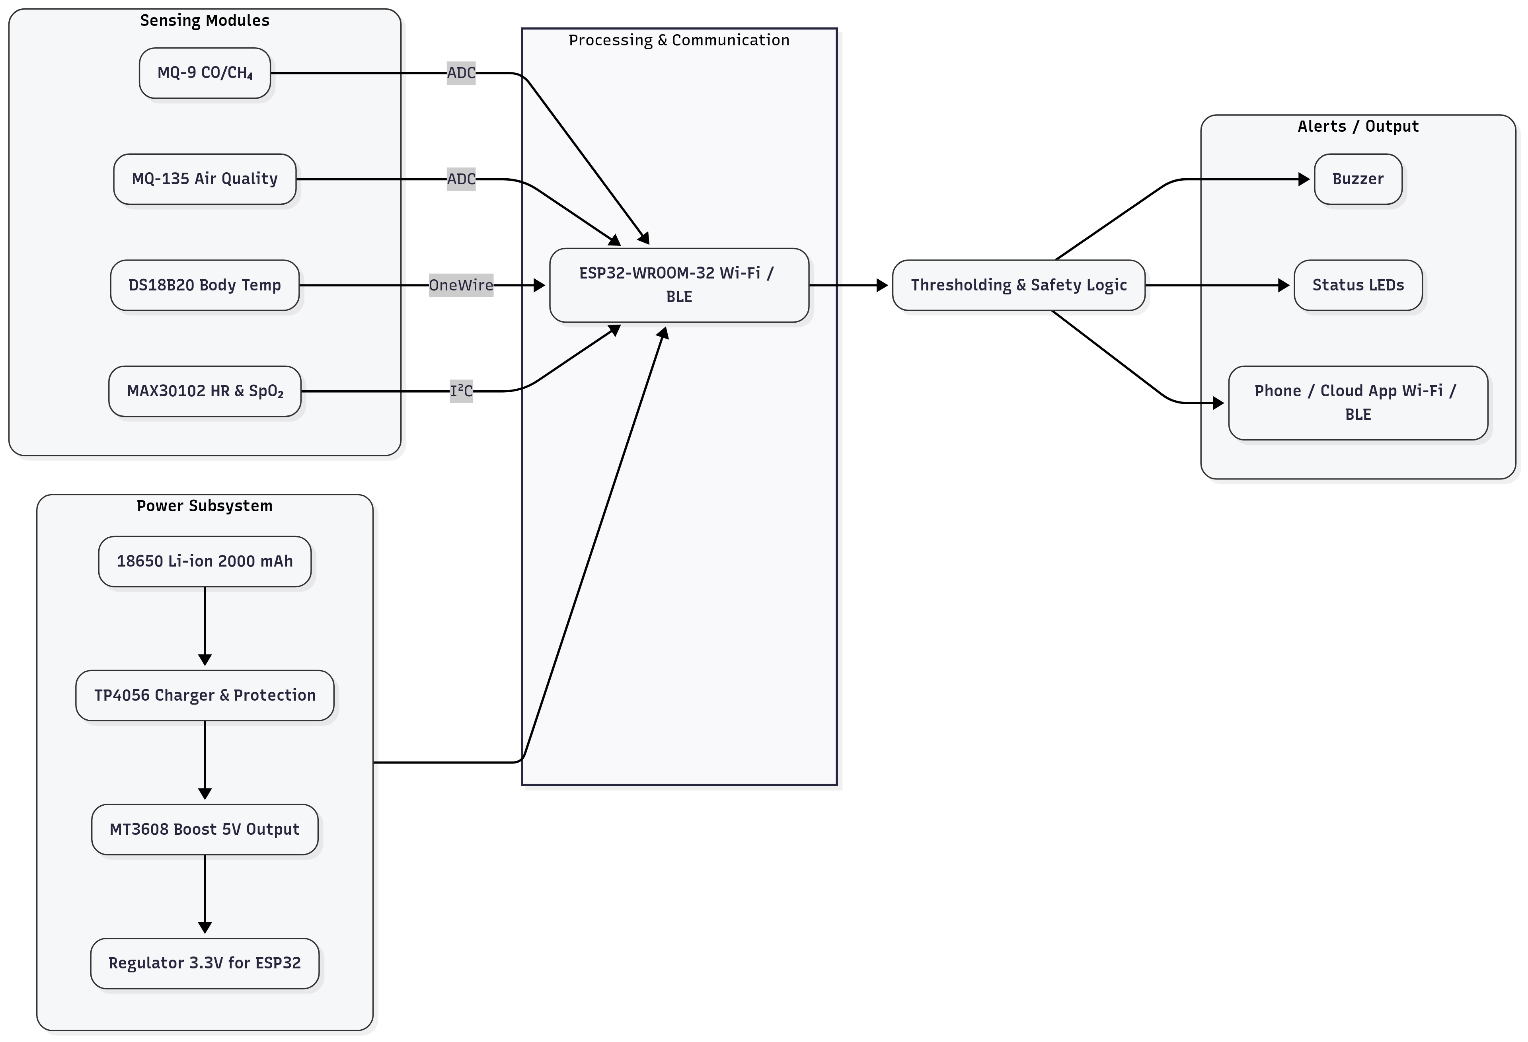 Sensing Modules
MQ-9 CO/CH₄
MQ-135 Air Quality
DS18B20 Body Temp
MAX30102 HR & SpO₂
ADC
ADC
OneWire
I²C
Processing & Communication
ESP32-WROOM-32 Wi-Fi /
BLE
Thresholding & Safety Logic
Alerts / Output
Buzzer
Status LEDs
Phone / Cloud App Wi-Fi /
BLE
Power Subsystem
18650 Li-ion 2000 mAh
TP4056 Charger & Protection
MT3608 Boost 5V Output
Regulator 3.3V for ESP32